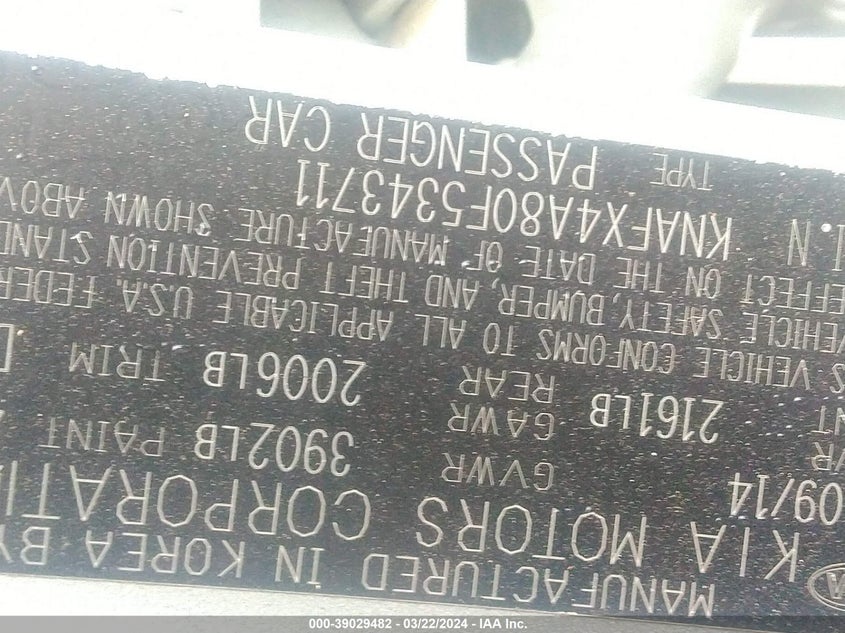 MANUFACTURED IN KOREA BY
KIA MOTORS CORPORATI
09/14 GVWR 3902LB PAINT
GAWR
NT 2161LB REAR 2006LB TRIM
S VEHICLE CONFORMS TO ALL APPLICABLE U.S.A. FEDER
VEHICLE SAFETY, BUMPER, AND THEFT PREVENTION STAND
EFFECT ON THE DATE OF MANUFACTURE SHOWN ABOV
I.N KNAFX4A80F5343711
TYPE PASSENGER CAR
000-39029482 - 03/22/2024 - IAA Inc.